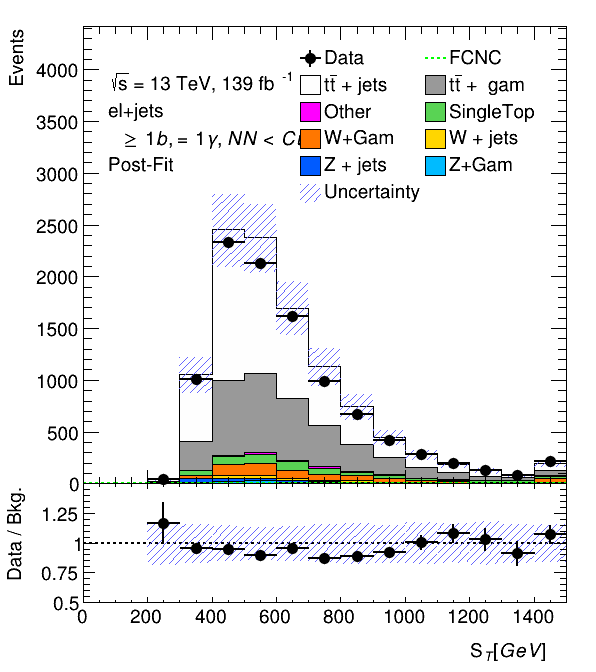 Events
4000
3500
3000
2500
2000
1500
1000
500
0
√s = 13 TeV, 139 fb -1
el+jets
≥ 1b, = 1γ, NN <
Post-Fit
Data
FCNC
tt̄ + jets
tt̄ + gam
Other
SingleTop
W+Gam
W + jets
Z + jets
Z+Gam
Uncertainty
Data / Bkg.
1.25
1
0.75
0.5
0 200 400 600 800 1000 1200 1400
S_T[GeV]